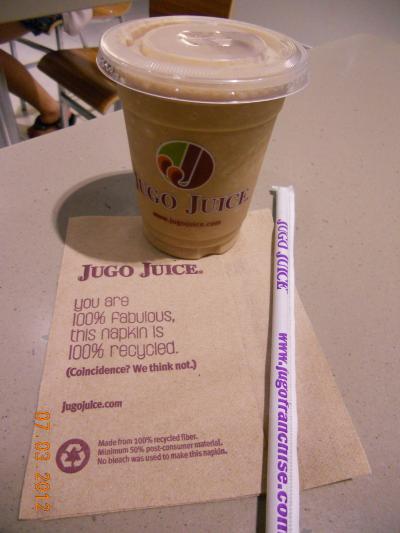 JUGO JUICE
www.jugojuice.com
JUGO JUICE
www.jugofranchise.com
JUGO JUICE®
you are
100% fabulous,
this napkin is
100% recycled.
(Coincidence? We think not.)
Jugojuice.com
Made from 100% recycled fiber.
Minimum 50% post-consumer material.
No bleach was used to make this napkin.
07.03.2012